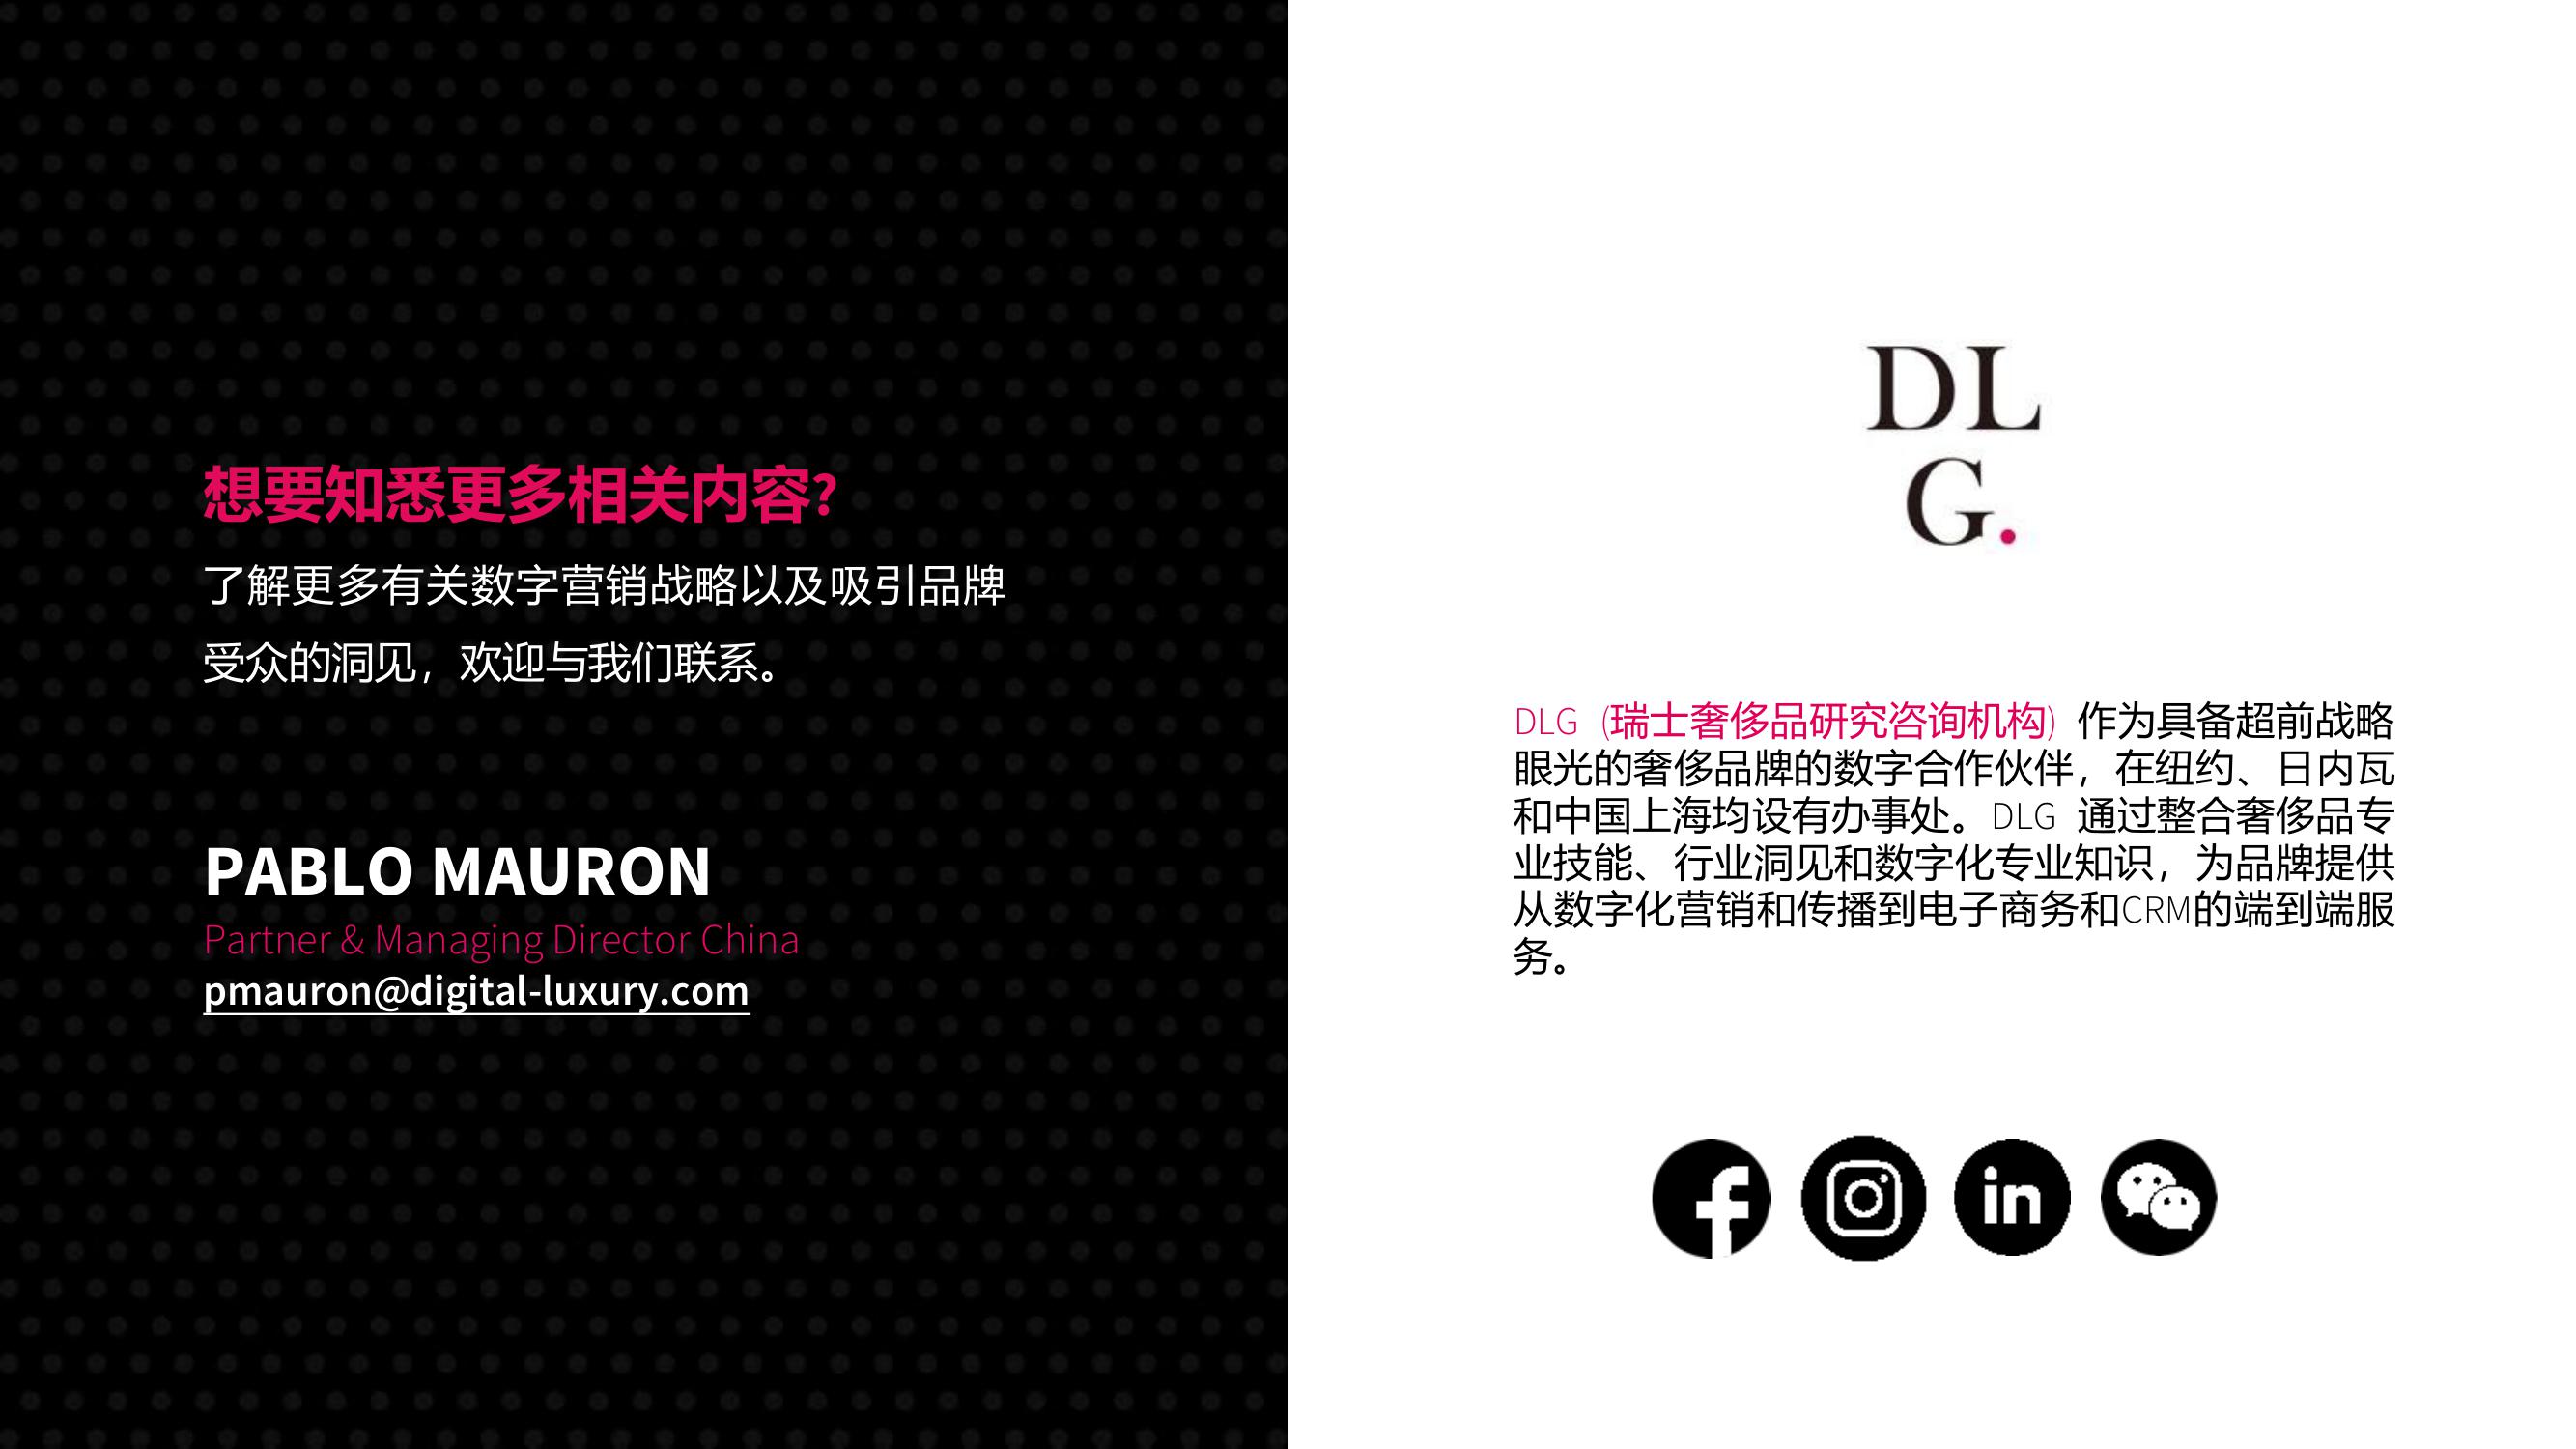 想要知悉更多相关内容?
了解更多有关数字营销战略以及吸引品牌
受众的洞见，欢迎与我们联系。
PABLO MAURON
Partner & Managing Director China
pmauron@digital-luxury.com
DL
G.
DLG (瑞士奢侈品研究咨询机构) 作为具备超前战略
眼光的奢侈品牌的数字合作伙伴，在纽约、日内瓦
和中国上海均设有办事处。DLG 通过整合奢侈品专
业技能、行业洞见和数字化专业知识，为品牌提供
从数字化营销和传播到电子商务和CRM的端到端服
务。